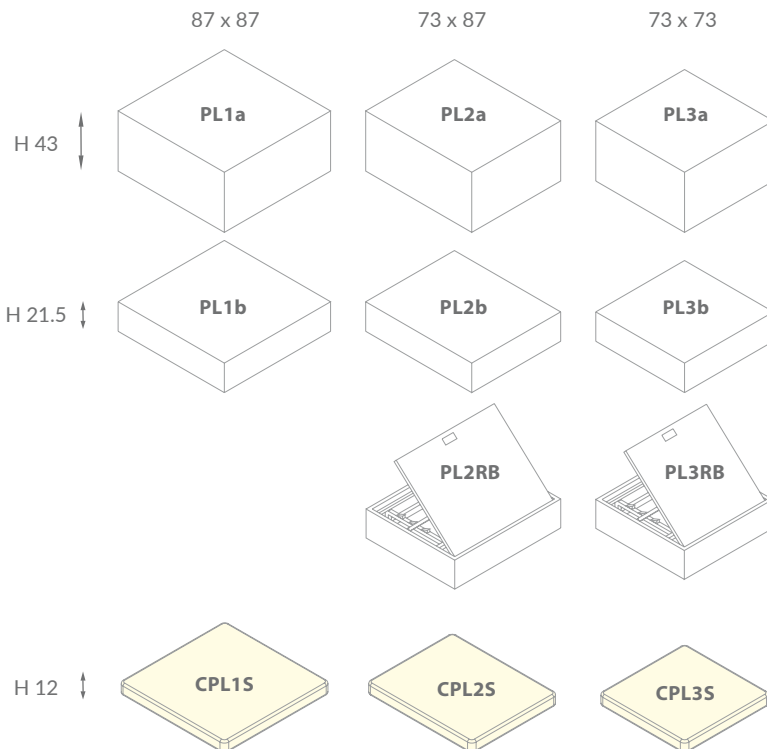 87 x 87 73 x 87 73 x 73
PL1a PL2a PL3a
H 43
PL1b PL2b PL3b
H 21.5
PL2RB PL3RB
CPL1S CPL2S CPL3S
H 12